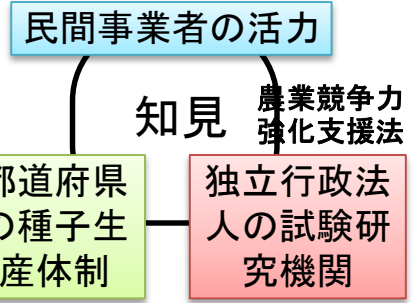 民間事業者の活力
知見
農業競争力
強化支援法
都道府県
の種子生
産体制
独立行政法
人の試験研
究機関